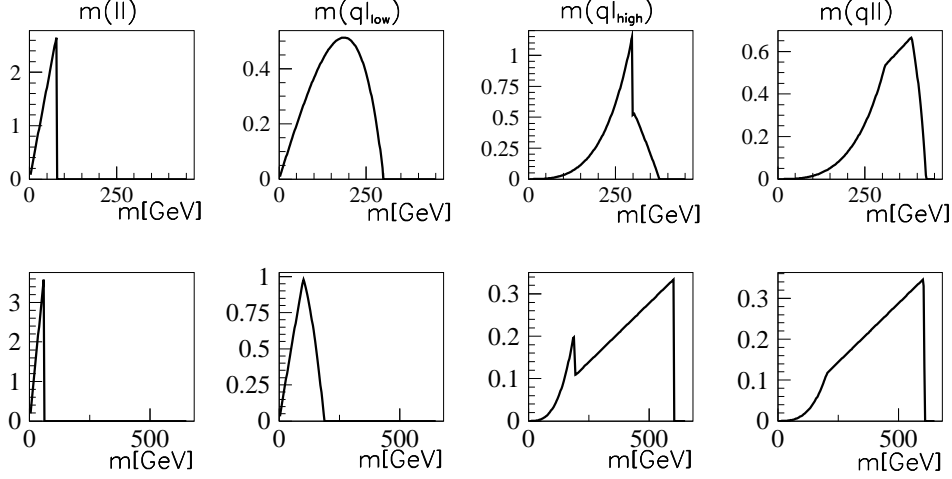 m(ll) m(ql_low) m(ql_high) m(qll)
2 1 0 0 250 m[GeV]
0.4 0.2 0 0 250 m[GeV]
1 0.75 0.5 0.25 0 0 250 m[GeV]
0.6 0.4 0.2 0 0 250 m[GeV]
3 2 1 0 0 500 m[GeV]
1 0.75 0.5 0.25 0 0 500 m[GeV]
0.3 0.2 0.1 0 0 500 m[GeV]
0.3 0.2 0.1 0 0 500 m[GeV]